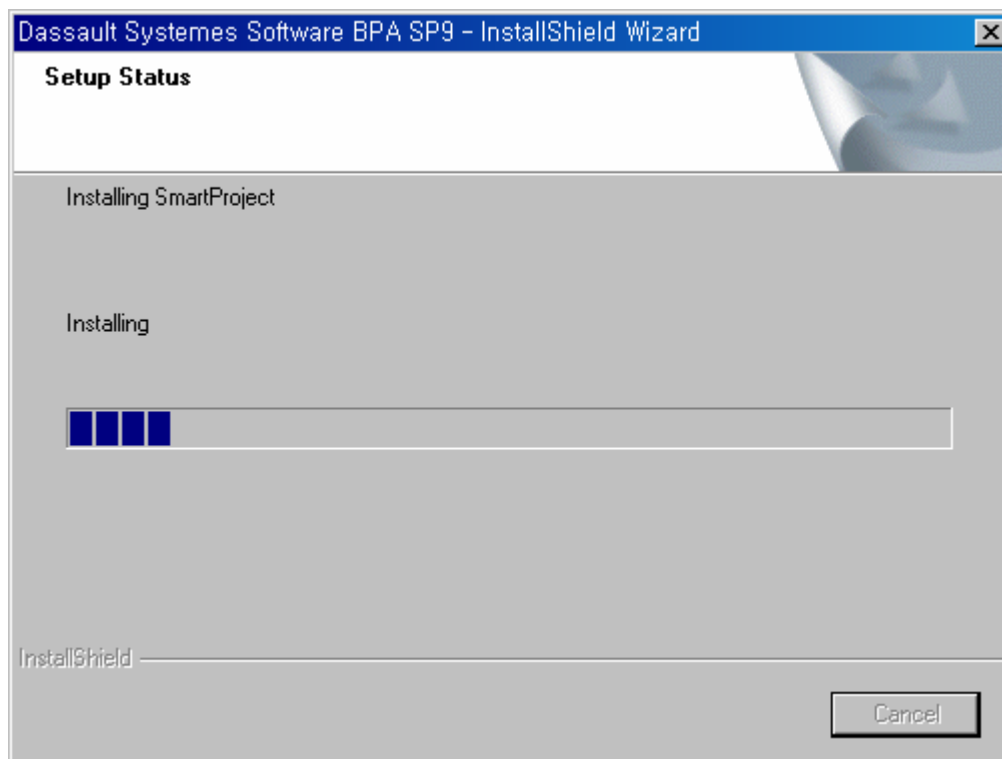 Dassault Systemes Software BPA SP9 - InstallShield Wizard
Setup Status
Installing SmartProject
Installing
InstallShield
Cancel